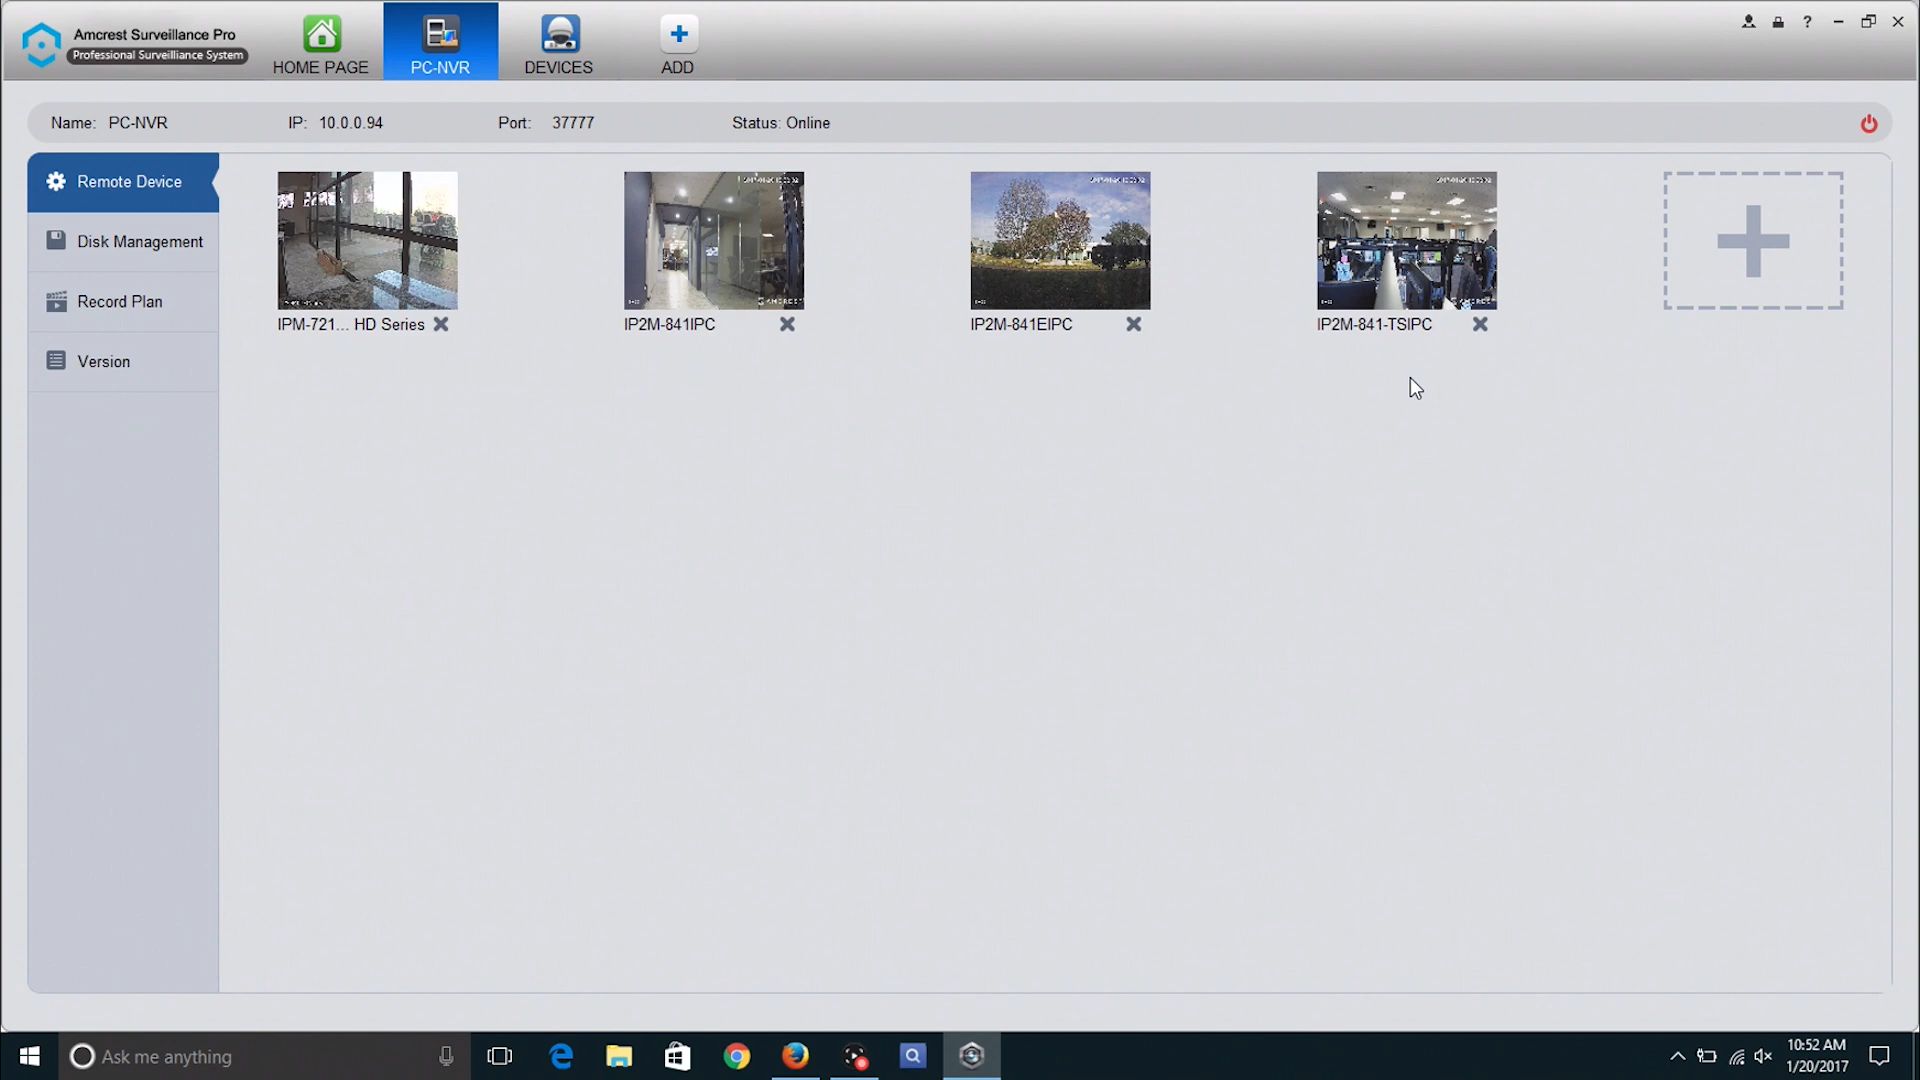 Amcrest Surveillance Pro
Professional Surveillance System
HOME PAGE
PC-NVR
DEVICES
ADD
Name: PC-NVR
IP: 10.0.0.94
Port: 37777
Status: Online
Remote Device
Disk Management
Record Plan
Version
IPM-721... HD Series
IP2M-841IPC
IP2M-841EIPC
IP2M-841-TSIPC
Ask me anything
10:52 AM
1/20/2017